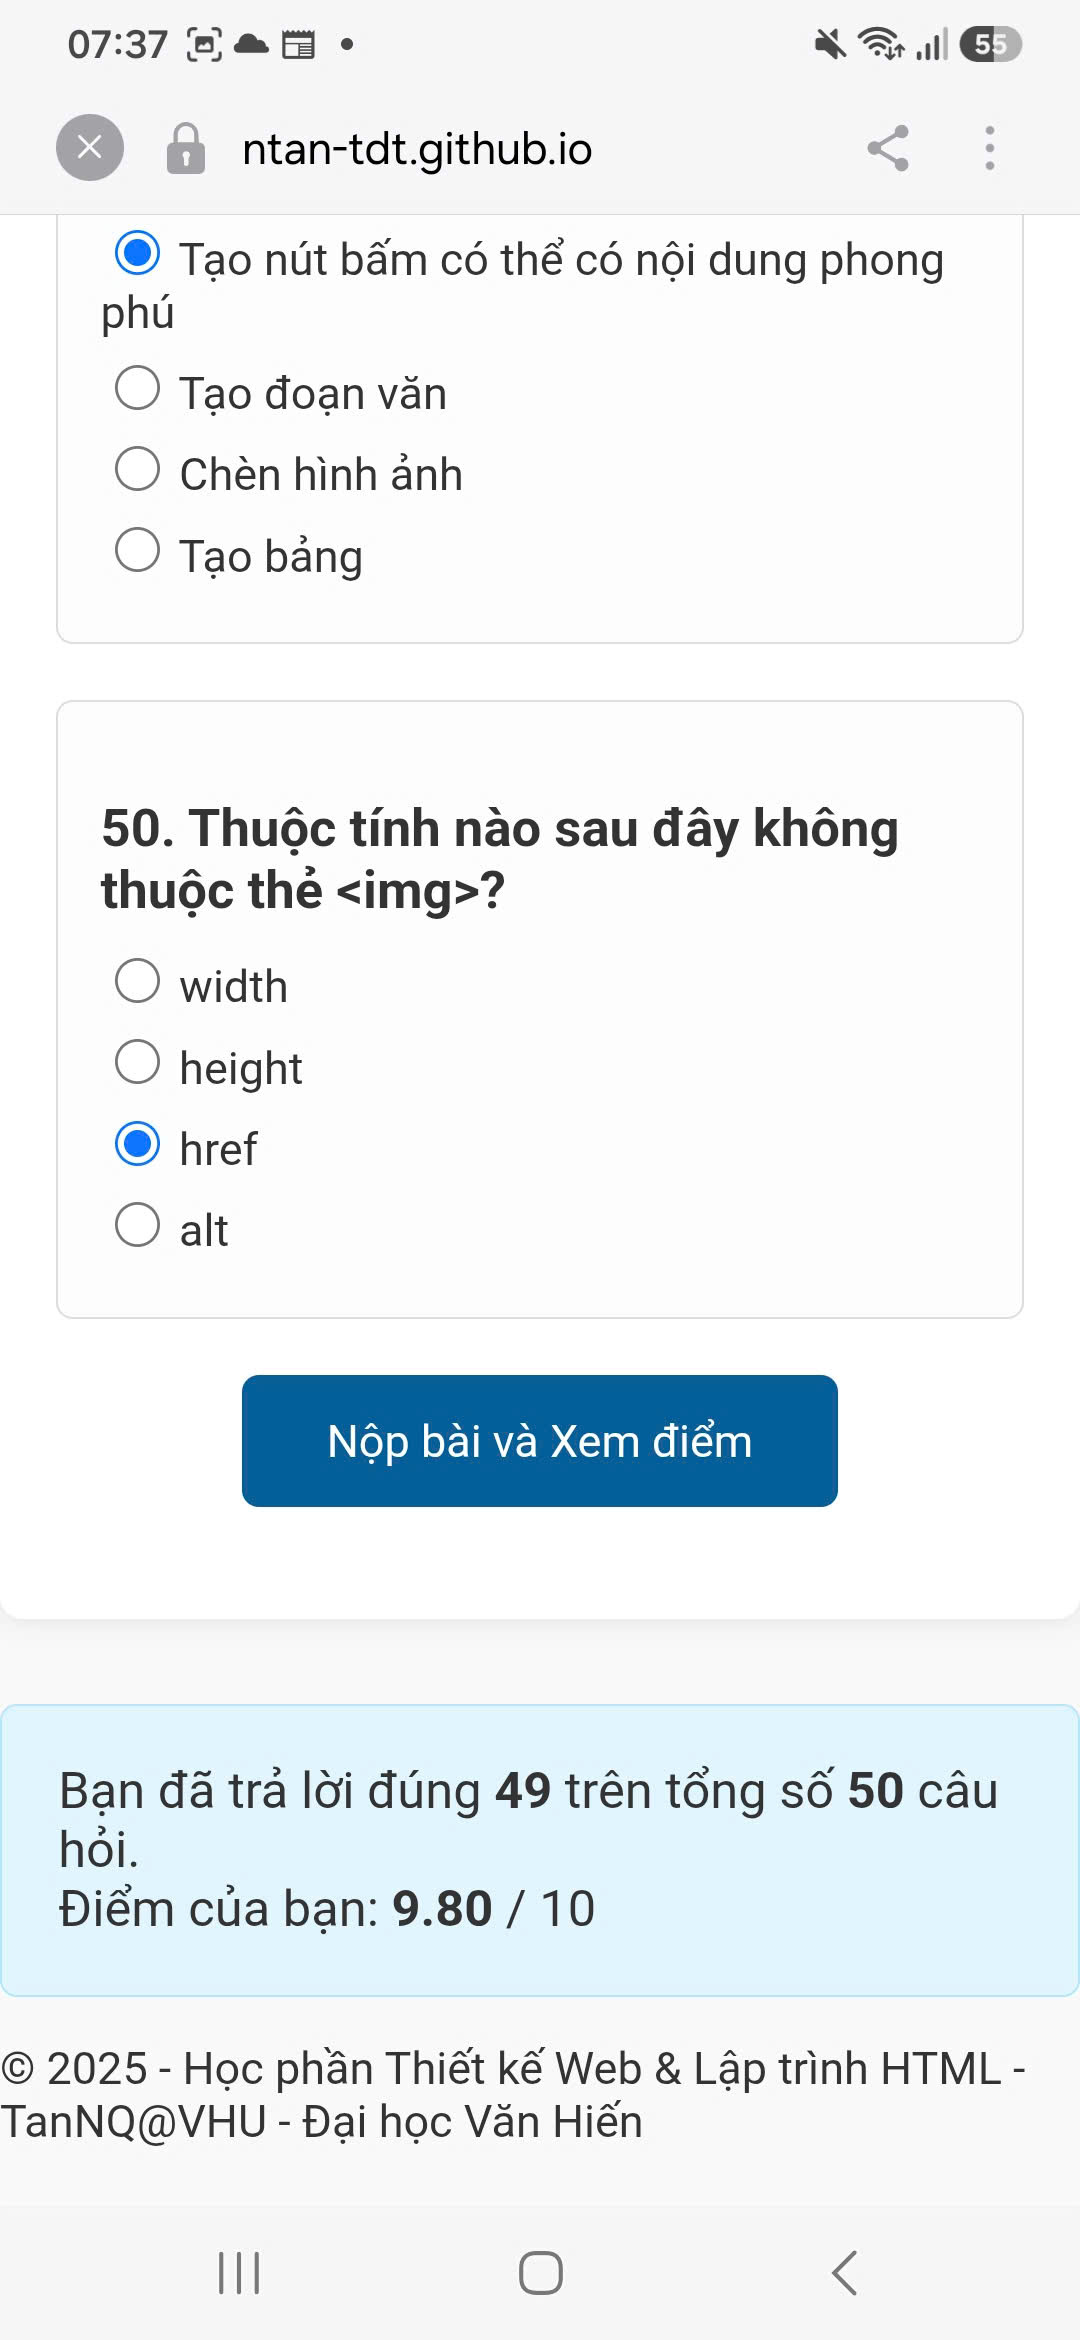 07:37
55
ntan-tdt.github.io
Tạo nút bấm có thể có nội dung phong
phú
Tạo đoạn văn
Chèn hình ảnh
Tạo bảng
50. Thuộc tính nào sau đây không
thuộc thẻ <img>?
width
height
href
alt
Nộp bài và Xem điểm
Bạn đã trả lời đúng 49 trên tổng số 50 câu
hỏi.
Điểm của bạn: 9.80 / 10
© 2025 - Học phần Thiết kế Web & Lập trình HTML -
TanNQ@VHU - Đại học Văn Hiến